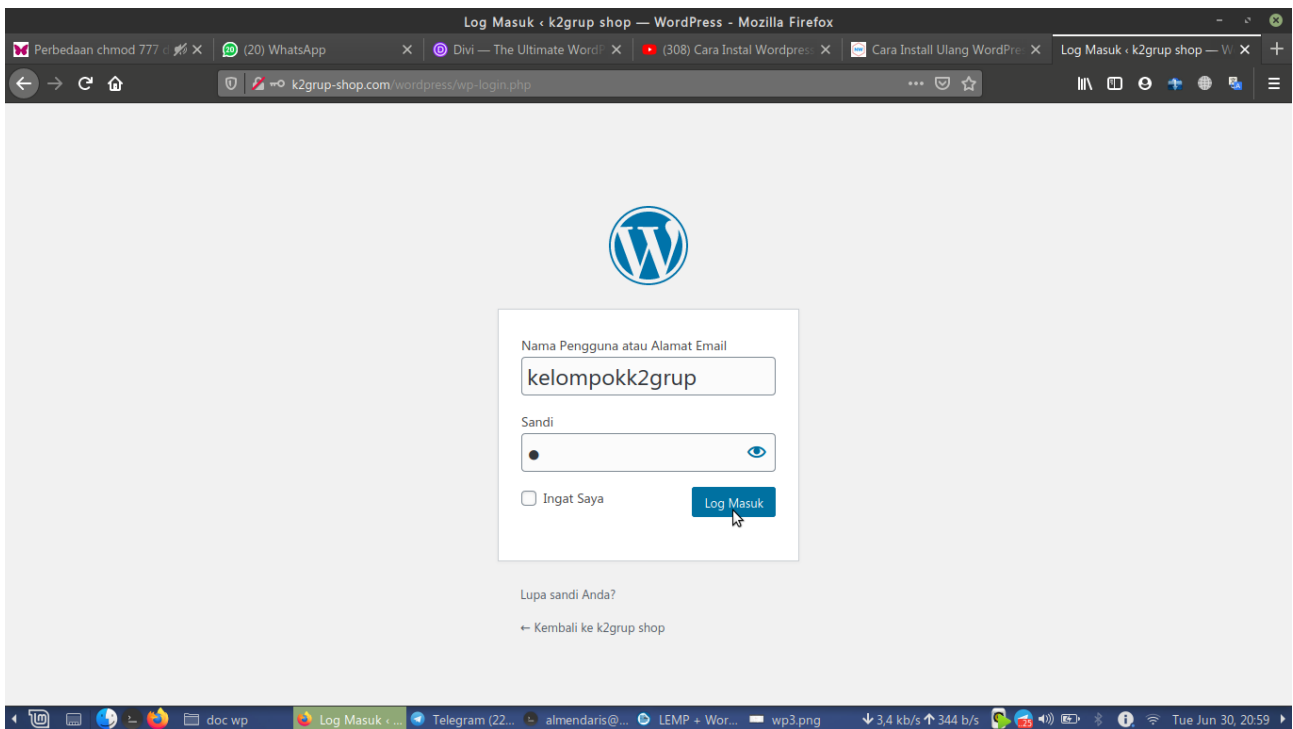 Log Masuk ‹ k2grup shop — WordPress - Mozilla Firefox
Perbedaan chmod 777 d
(20) WhatsApp
Divi — The Ultimate WordP
(308) Cara Instal Wordpress
Cara Install Ulang WordPre
Log Masuk ‹ k2grup shop — W
k2grup-shop.com/wordpress/wp-login.php
Nama Pengguna atau Alamat Email
kelompokk2grup
Sandi
Ingat Saya
Log Masuk
Lupa sandi Anda?
← Kembali ke k2grup shop
doc wp
Log Masuk ‹ ...
Telegram (22...
almendaris@...
LEMP + Wor...
wp3.png
3,4 kb/s 344 b/s
25
Tue Jun 30, 20:59